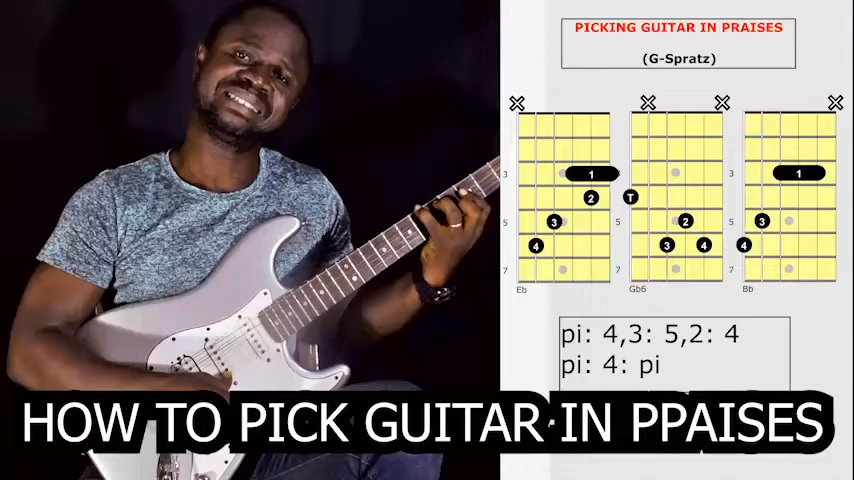 PICKING GUITAR IN PRAISES
(G-Spratz)
3 1
2
5 3
4
7
Eb
3
T
5 2
3 4
7
Gb6
3 1
5 3
4
7
Bb
pi: 4,3: 5,2: 4
pi: 4: pi
HOW TO PICK GUITAR IN PPAISES